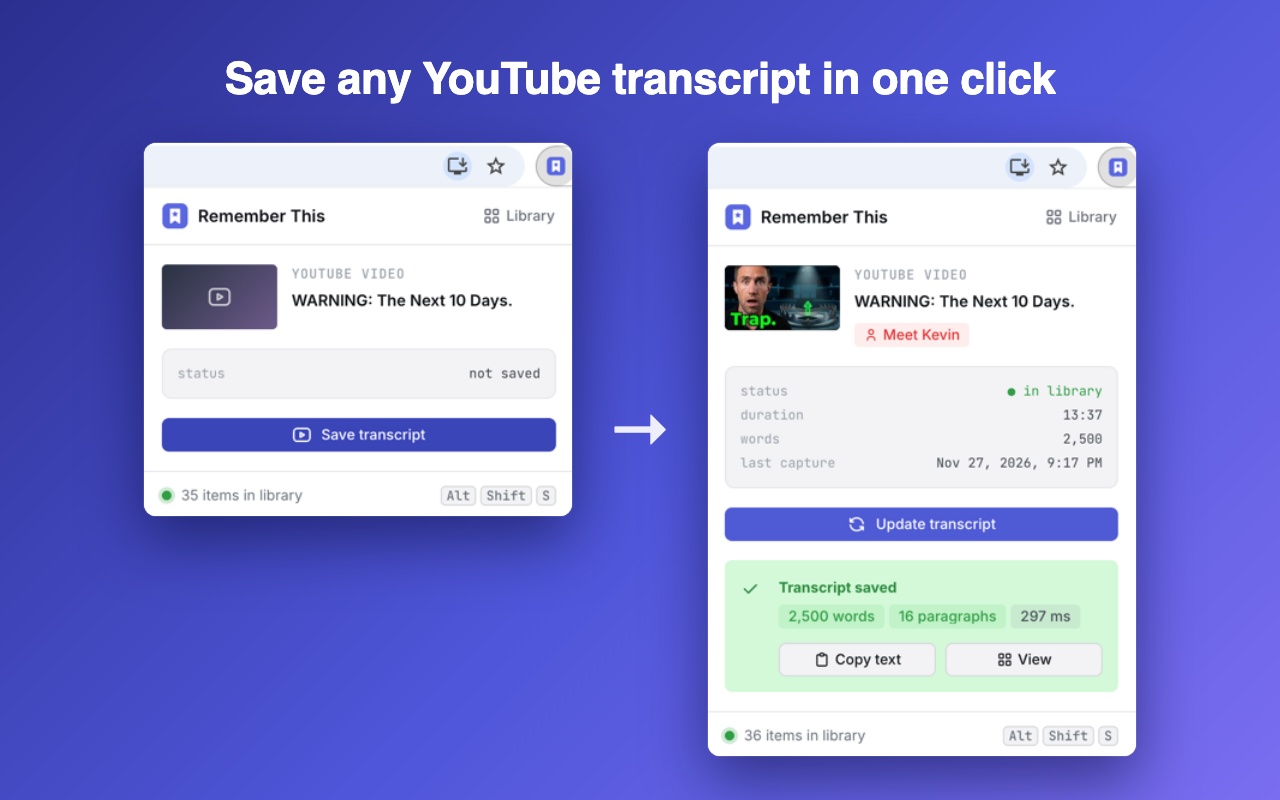 Save any YouTube transcript in one click
Remember This
Library
YOUTUBE VIDEO
WARNING: The Next 10 Days.
status not saved
Save transcript
35 items in library
Alt Shift S
Remember This
Library
Trap.
YOUTUBE VIDEO
WARNING: The Next 10 Days.
Meet Kevin
status in library
duration 13:37
words 2,500
last capture Nov 27, 2026, 9:17 PM
Update transcript
Transcript saved
2,500 words 16 paragraphs 297 ms
Copy text View
36 items in library
Alt Shift S